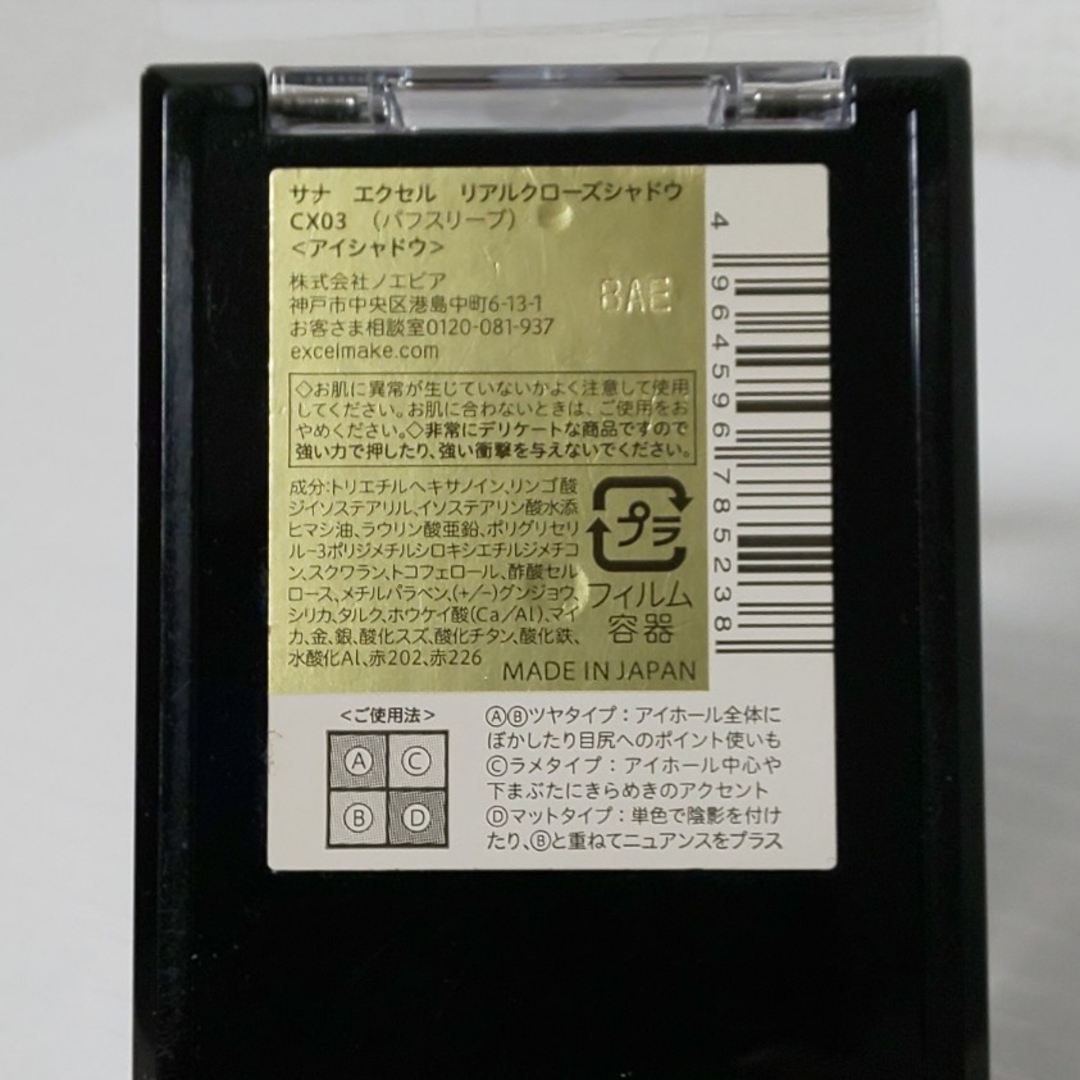 サナ エクセル リアルクローズシャドウ
CX03 （パフスリーブ）
＜アイシャドウ＞
株式会社ノエビア
神戸市中央区港島中町6-13-1
お客さま相談室0120-081-937
excelmake.com
BAE
◇お肌に異常が生じていないかよく注意して使用
してください。お肌に合わないときは、ご使用をお
やめください。◇非常にデリケートな商品ですので
強い力で押したり、強い衝撃を与えないでください。
成分：トリエチルヘキサノイン、リンゴ酸
ジイソステアリル、イソステアリン酸水添
ヒマシ油、ラウリン酸亜鉛、ポリグリセリ
ル-3ポリジメチルシロキシエチルジメチコ
ン、スクワラン、トコフェロール、酢酸セル
ロース、メチルパラベン、(+/-)グンジョウ、
シリカ、タルク、ホウケイ酸(Ca/Al)、マイ
カ、金、銀、酸化スズ、酸化チタン、酸化鉄、
水酸化Al、赤202、赤226
プラ
フィルム
容器
MADE IN JAPAN
4 964596 785238
＜ご使用法＞
A C
B D
ⒶⒷツヤタイプ：アイホール全体に
ぼかしたり目尻へのポイント使いも
Ⓒラメタイプ：アイホール中心や
下まぶたにきらめきのアクセント
Ⓓマットタイプ：単色で陰影を付け
たり、Ⓑと重ねてニュアンスをプラス